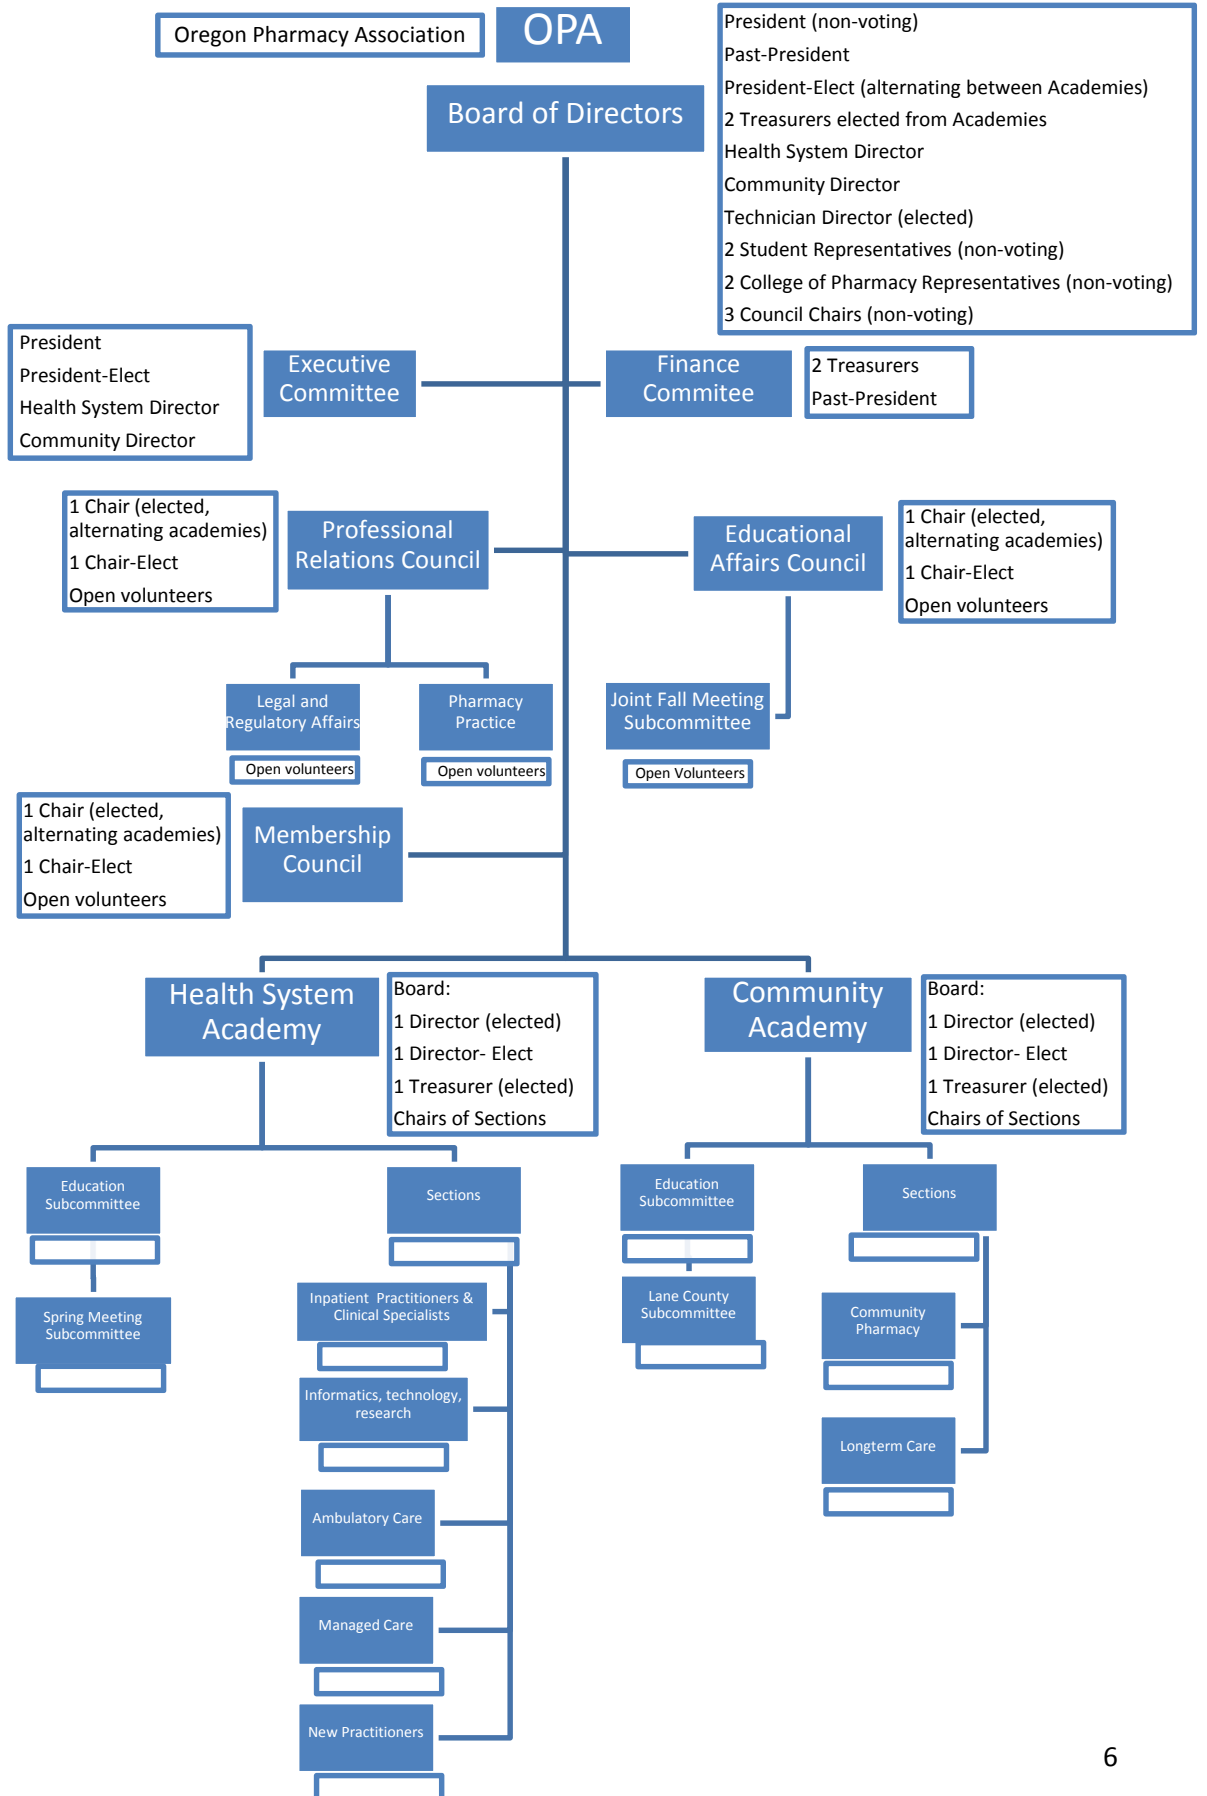 Oregon Pharmacy Association
OPA
Board of Directors
President (non-voting)
Past-President
President-Elect (alternating between Academies)
2 Treasurers elected from Academies
Health System Director
Community Director
Technician Director (elected)
2 Student Representatives (non-voting)
2 College of Pharmacy Representatives (non-voting)
3 Council Chairs (non-voting)
President
President-Elect
Health System Director
Community Director
Executive
Committee
Finance
Commitee
2 Treasurers
Past-President
1 Chair (elected,
alternating academies)
1 Chair-Elect
Open volunteers
Professional
Relations Council
Educational
Affairs Council
1 Chair (elected,
alternating academies)
1 Chair-Elect
Open volunteers
Legal and
Regulatory Affairs
Open volunteers
Pharmacy
Practice
Open volunteers
Joint Fall Meeting
Subcommittee
Open Volunteers
1 Chair (elected,
alternating academies)
1 Chair-Elect
Open volunteers
Membership
Council
Health System
Academy
Board:
1 Director (elected)
1 Director- Elect
1 Treasurer (elected)
Chairs of Sections
Community
Academy
Board:
1 Director (elected)
1 Director- Elect
1 Treasurer (elected)
Chairs of Sections
Education
Subcommittee
Sections
Education
Subcommittee
Sections
Spring Meeting
Subcommittee
Inpatient  Practitioners &
Clinical Specialists
Lane County
Subcommittee
Community
Pharmacy
Informatics, technology,
research
Longterm Care
Ambulatory Care
Managed Care
New Practitioners
6